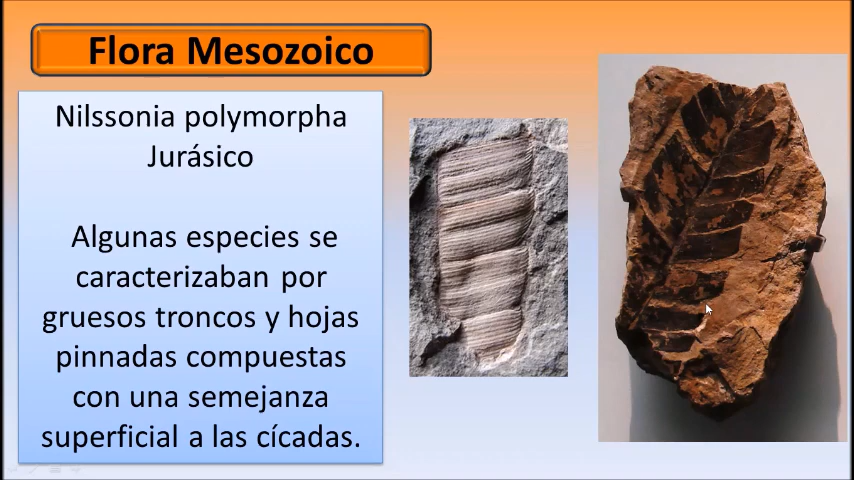 Flora Mesozoico
Nilssonia polymorpha
Jurásico
Algunas especies se
caracterizaban por
gruesos troncos y hojas
pinnadas compuestas
con una semejanza
superficial a las cícadas.